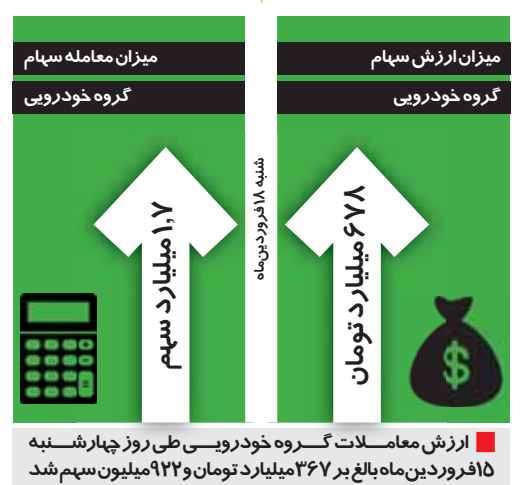 میزان ارزش سهام
گروه خودرویی
۶۷۸ میلیارد تومان
شنبه ۱۸ فروردین‌ماه
میزان معامله سهام
گروه خودرویی
۱٫۷ میلیارد سهم
ارزش معاملات گروه خودرویی طی روز چهارشنبه
۱۵فروردین‌ماه بالغ بر ۳۶۷ میلیارد تومان و ۹۲۲ میلیون سهم شد